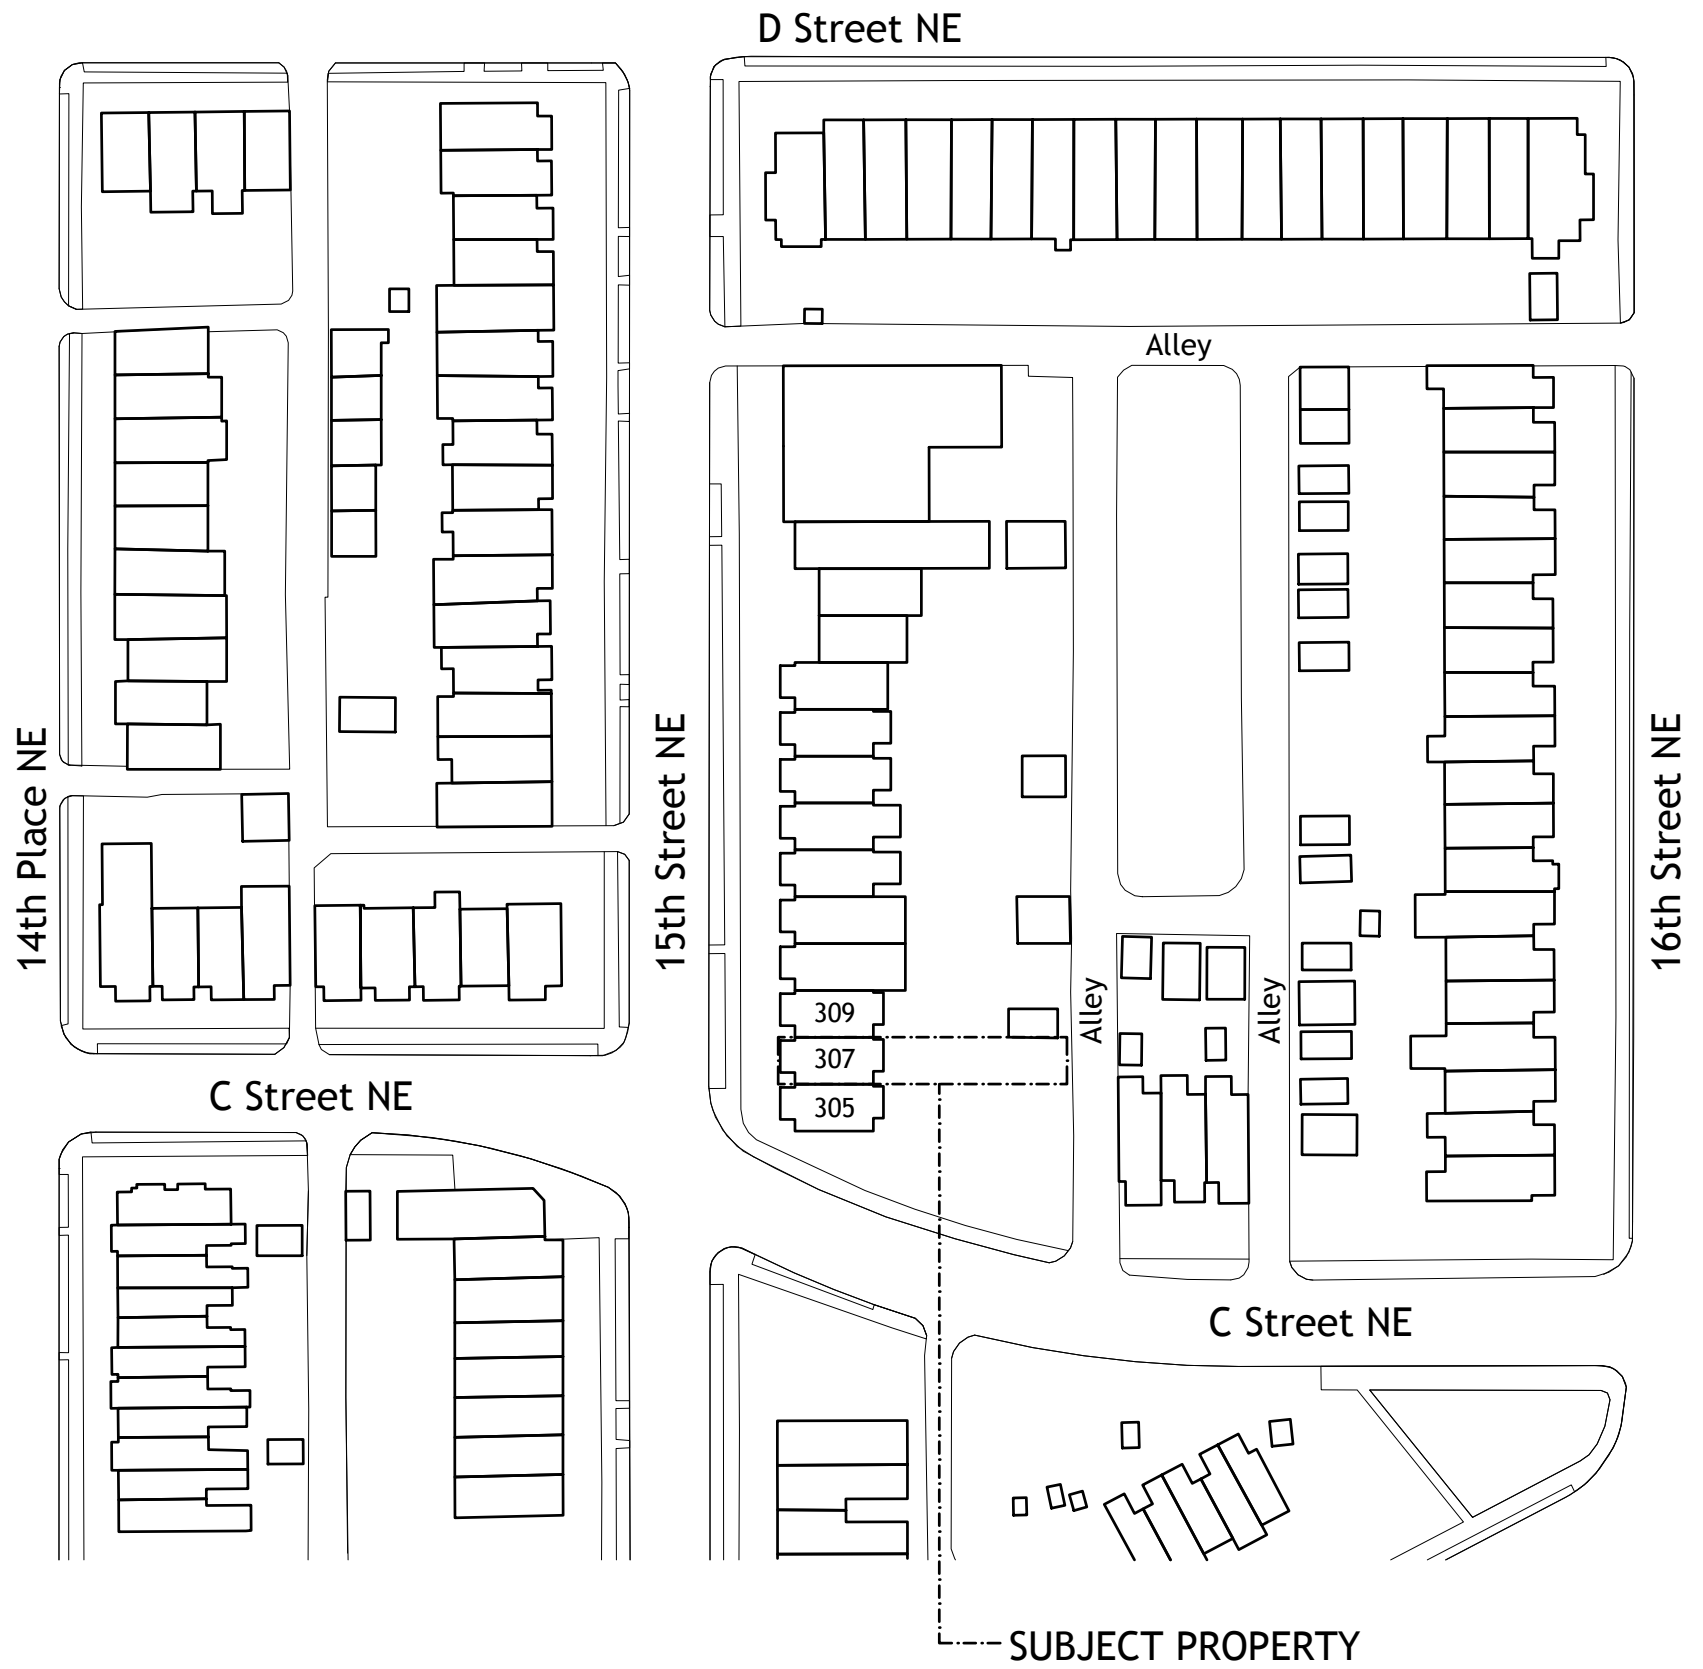 D Street NE
Alley
14th Place NE
15th Street NE
16th Street NE
Alley
Alley
309
307
305
C Street NE
C Street NE
SUBJECT PROPERTY